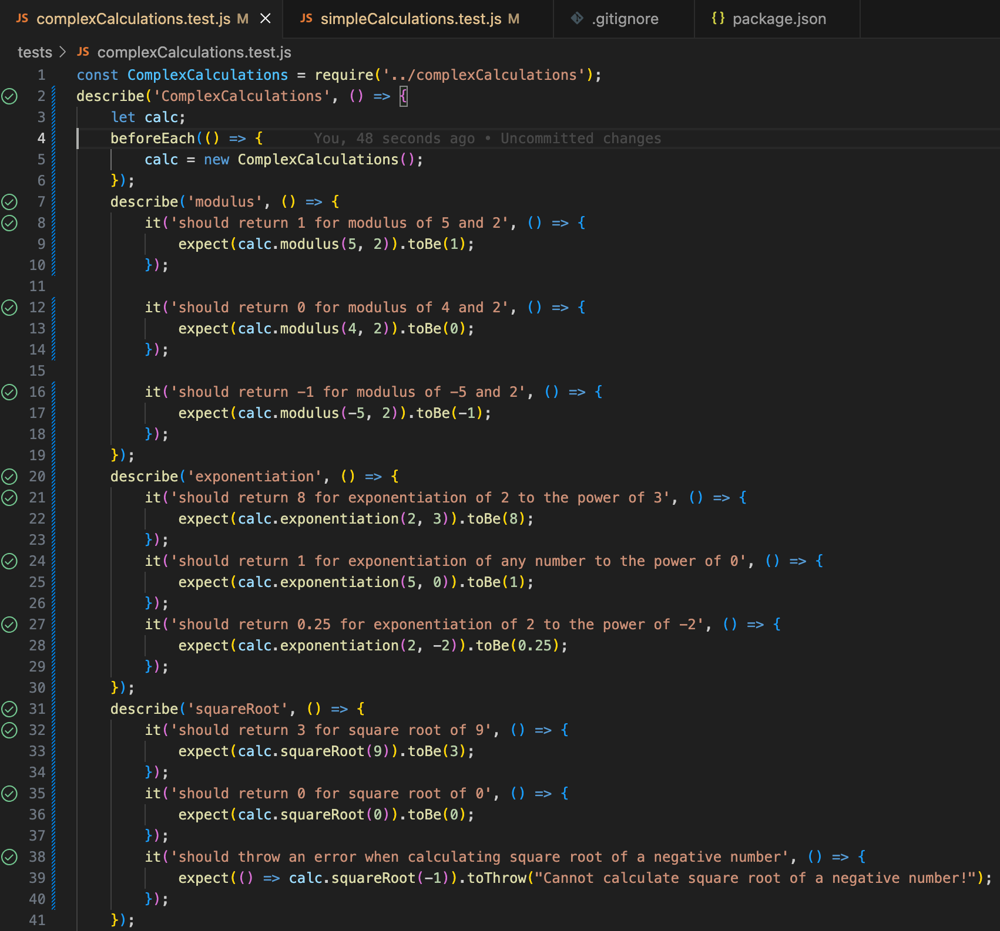 JS complexCalculations.test.js M × JS simpleCalculations.test.js M .gitignore {} package.json
tests > JS complexCalculations.test.js
1 const ComplexCalculations = require('../complexCalculations');
2 describe('ComplexCalculations', () => {
3 let calc;
4 beforeEach(() => { You, 48 seconds ago • Uncommitted changes
5 calc = new ComplexCalculations();
6 });
7 describe('modulus', () => {
8 it('should return 1 for modulus of 5 and 2', () => {
9 expect(calc.modulus(5, 2)).toBe(1);
10 });
11
12 it('should return 0 for modulus of 4 and 2', () => {
13 expect(calc.modulus(4, 2)).toBe(0);
14 });
15
16 it('should return -1 for modulus of -5 and 2', () => {
17 expect(calc.modulus(-5, 2)).toBe(-1);
18 });
19 });
20 describe('exponentiation', () => {
21 it('should return 8 for exponentiation of 2 to the power of 3', () => {
22 expect(calc.exponentiation(2, 3)).toBe(8);
23 });
24 it('should return 1 for exponentiation of any number to the power of 0', () => {
25 expect(calc.exponentiation(5, 0)).toBe(1);
26 });
27 it('should return 0.25 for exponentiation of 2 to the power of -2', () => {
28 expect(calc.exponentiation(2, -2)).toBe(0.25);
29 });
30 });
31 describe('squareRoot', () => {
32 it('should return 3 for square root of 9', () => {
33 expect(calc.squareRoot(9)).toBe(3);
34 });
35 it('should return 0 for square root of 0', () => {
36 expect(calc.squareRoot(0)).toBe(0);
37 });
38 it('should throw an error when calculating square root of a negative number', () => {
39 expect(() => calc.squareRoot(-1)).toThrow("Cannot calculate square root of a negative number!");
40 });
41 });